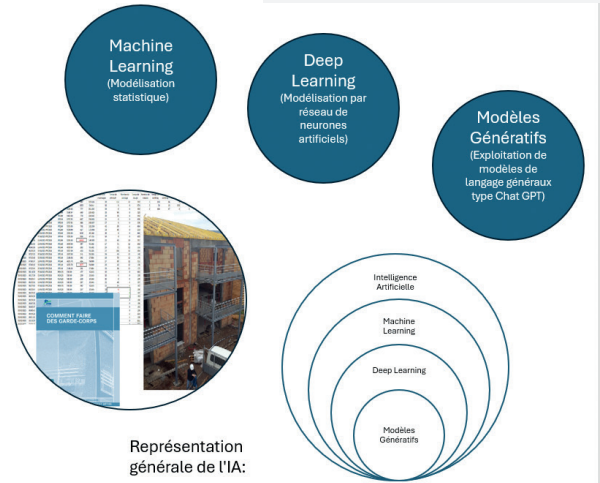 Machine
Learning
(Modélisation
statistique)
Deep
Learning
(Modélisation par
réseau de
neurones
artificiels)
Modèles
Génératifs
(Exploitation de
modèles de
langage généraux
type Chat GPT)
COMMENT FAIRE
DES GARDE-CORPS
Intelligence
Artificielle
Machine
Learning
Deep Learning
Modèles
Génératifs
Représentation
générale de l'IA: